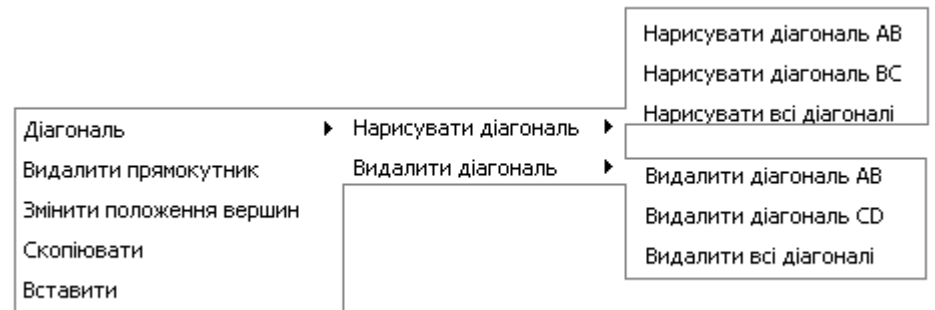 Нарисувати діагональ AB
Нарисувати діагональ BC
Нарисувати всі діагоналі
Діагональ
Нарисувати діагональ
Видалити прямокутник
Видалити діагональ
Видалити діагональ AB
Змінити положення вершин
Видалити діагональ CD
Скопіювати
Видалити всі діагоналі
Вставити